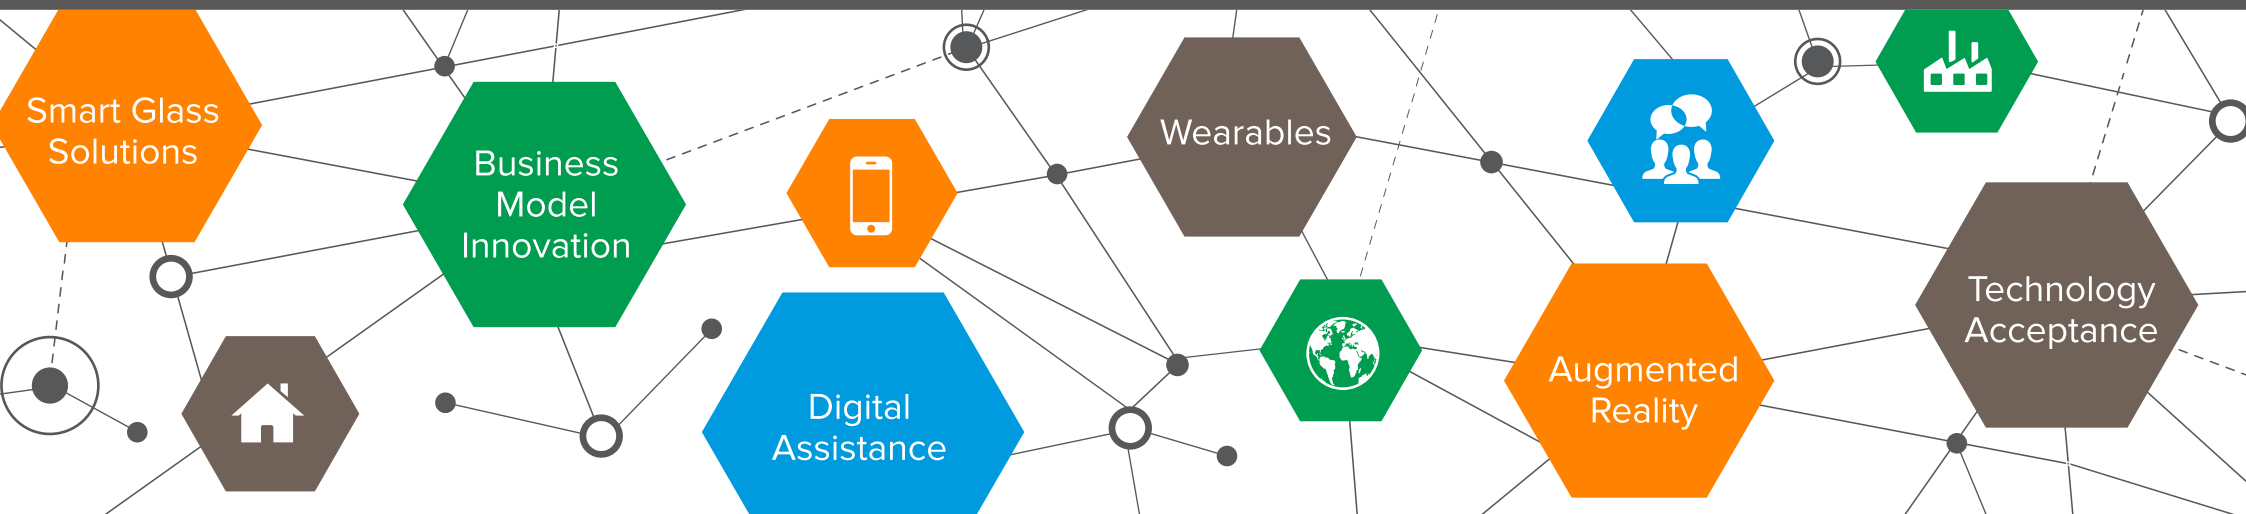 Smart Glass
Solutions
Business
Model
Innovation
Digital
Assistance
Wearables
Augmented
Reality
Technology
Acceptance